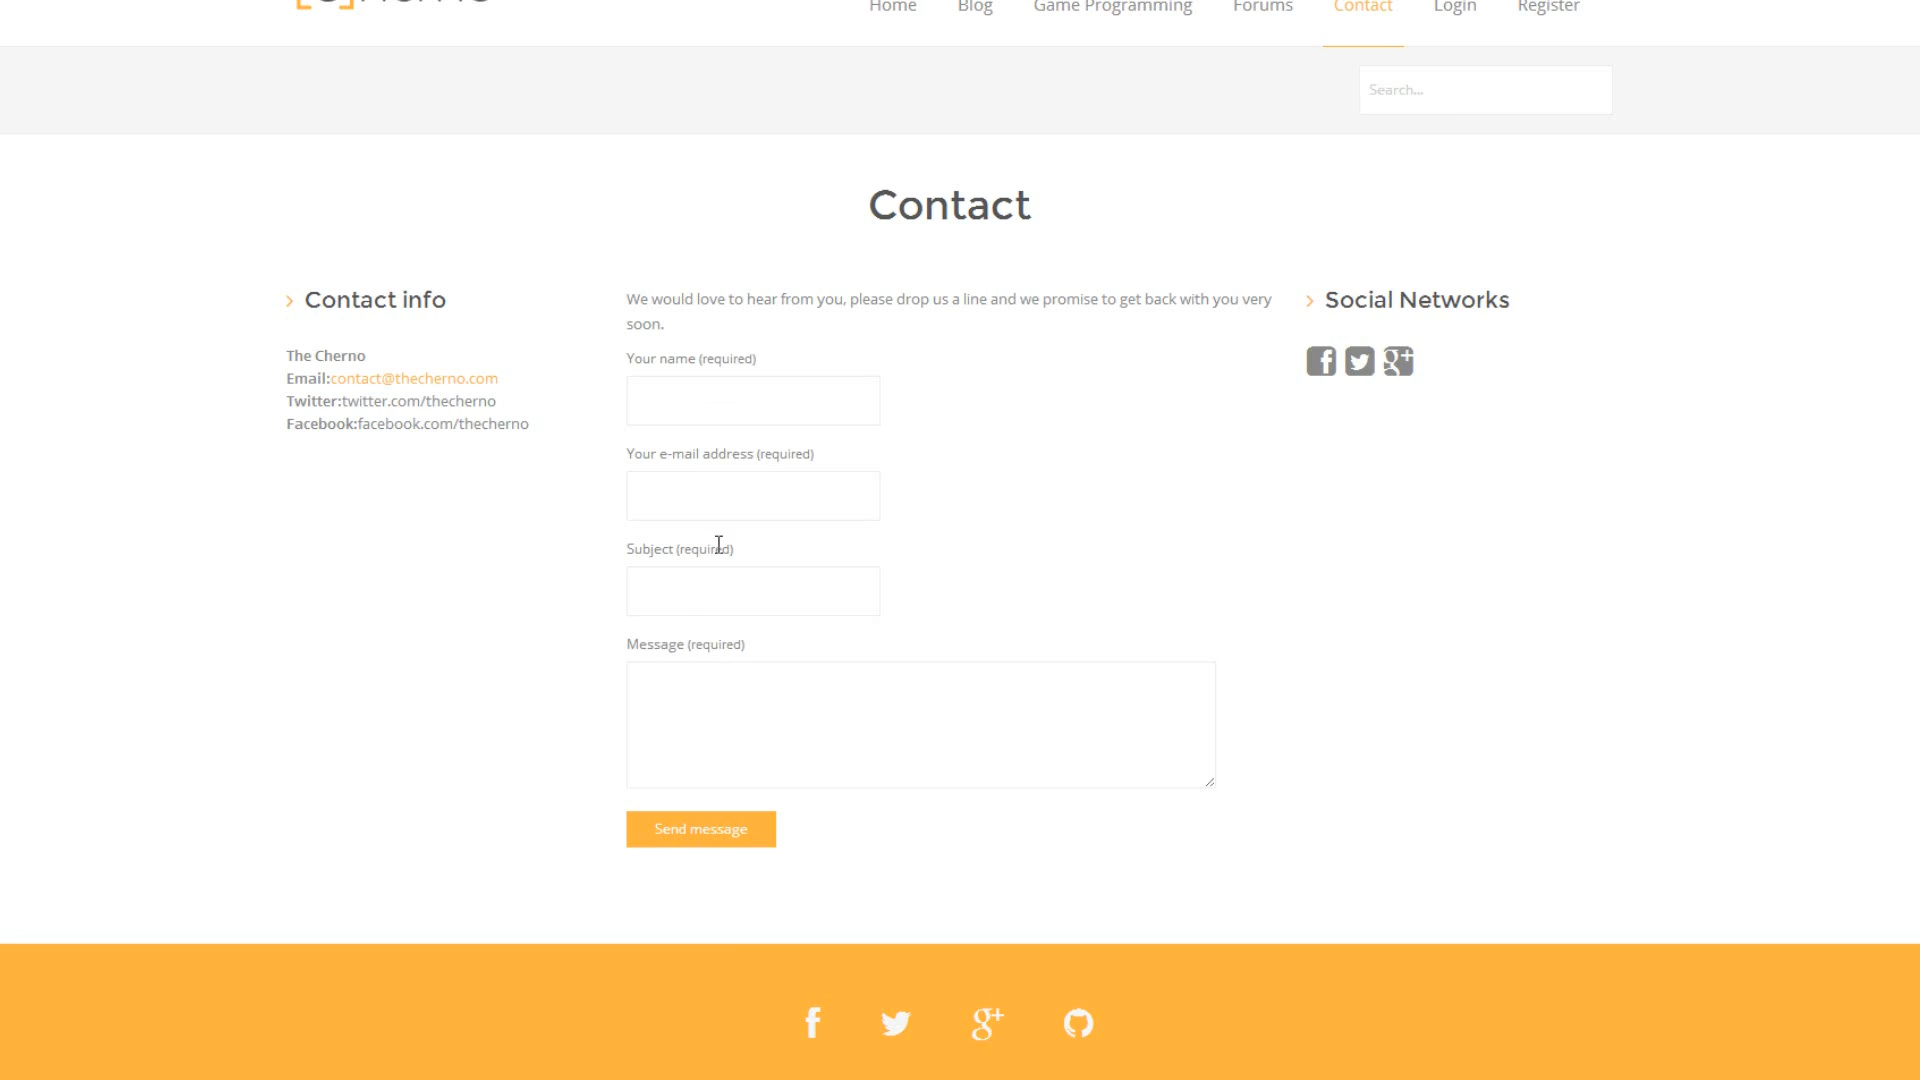 Home Blog Game Programming Forums Contact Login Register
Search...
Contact
Contact info
The Cherno
Email:contact@thecherno.com
Twitter:twitter.com/thecherno
Facebook:facebook.com/thecherno
We would love to hear from you, please drop us a line and we promise to get back with you very
soon.
Your name (required)
Your e-mail address (required)
Subject (required)
Message (required)
Send message
Social Networks